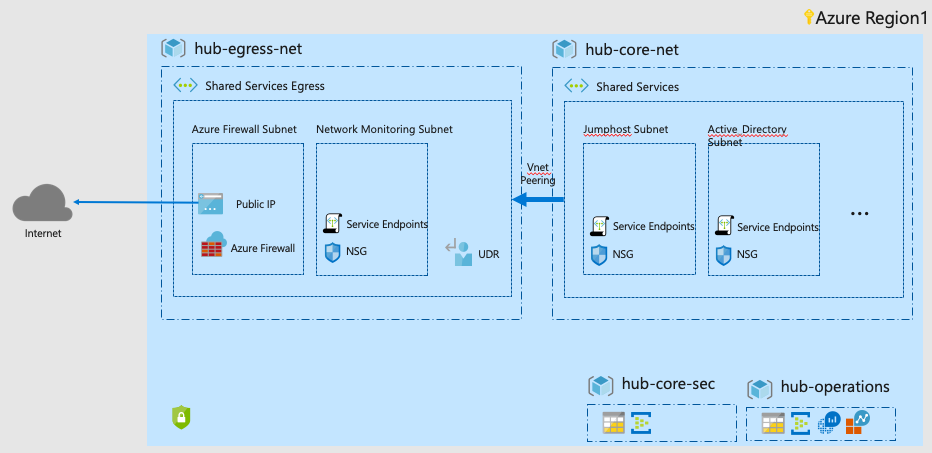 Azure Region1
hub-egress-net
hub-core-net
Shared Services Egress
Shared Services
Azure Firewall Subnet
Network Monitoring Subnet
Jumphost Subnet
Active_Directory
Subnet
Vnet
Peering
Public IP
Internet
Service Endpoints
Service Endpoints
Service Endpoints
...
Azure Firewall
NSG
UDR
NSG
NSG
hub-core-sec
hub-operations